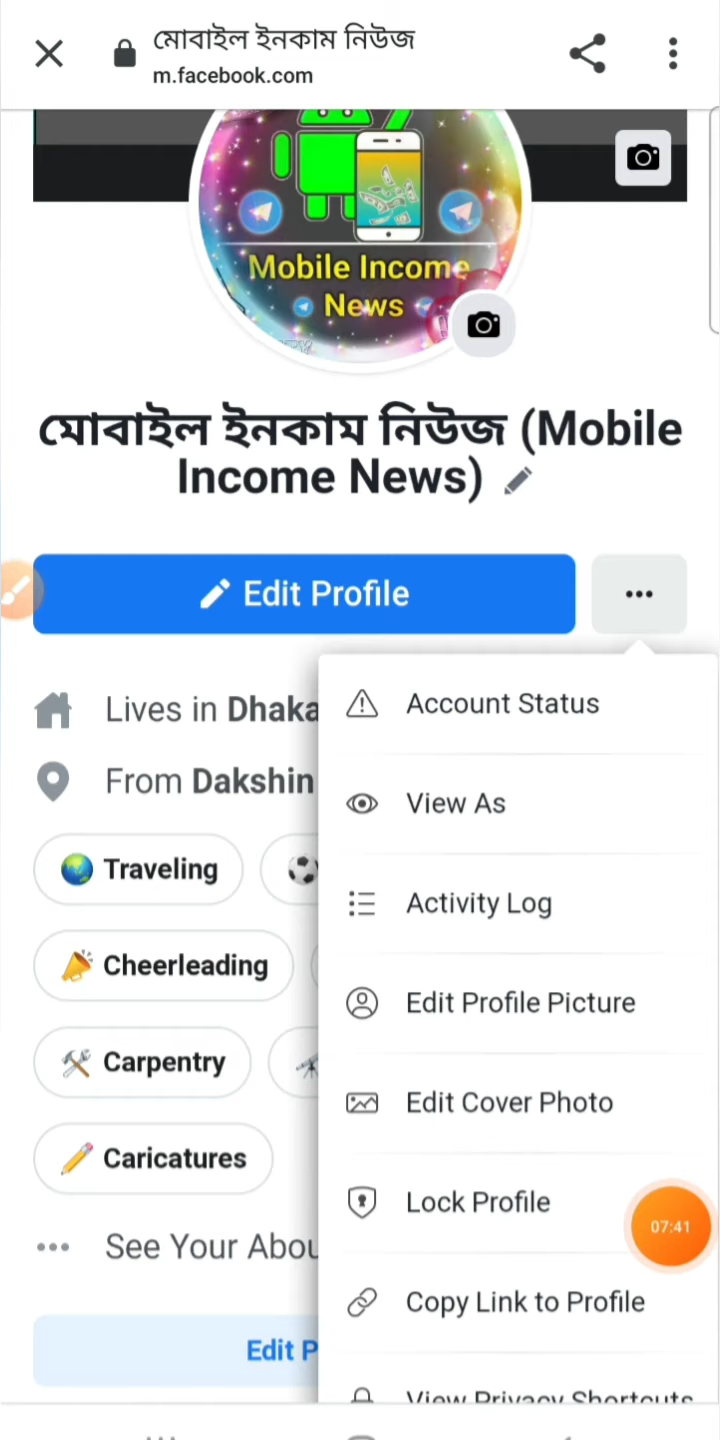 মোবাইল ইনকাম নিউজ
m.facebook.com
Mobile Income
News
মোবাইল ইনকাম নিউজ (Mobile
Income News)
Edit Profile
Lives in Dhaka
From Dakshin
Account Status
View As
Traveling
Activity Log
Cheerleading
Edit Profile Picture
Carpentry
Edit Cover Photo
Caricatures
Lock Profile
07:41
See Your Abou
Copy Link to Profile
Edit P
View Privacy Shortcuts